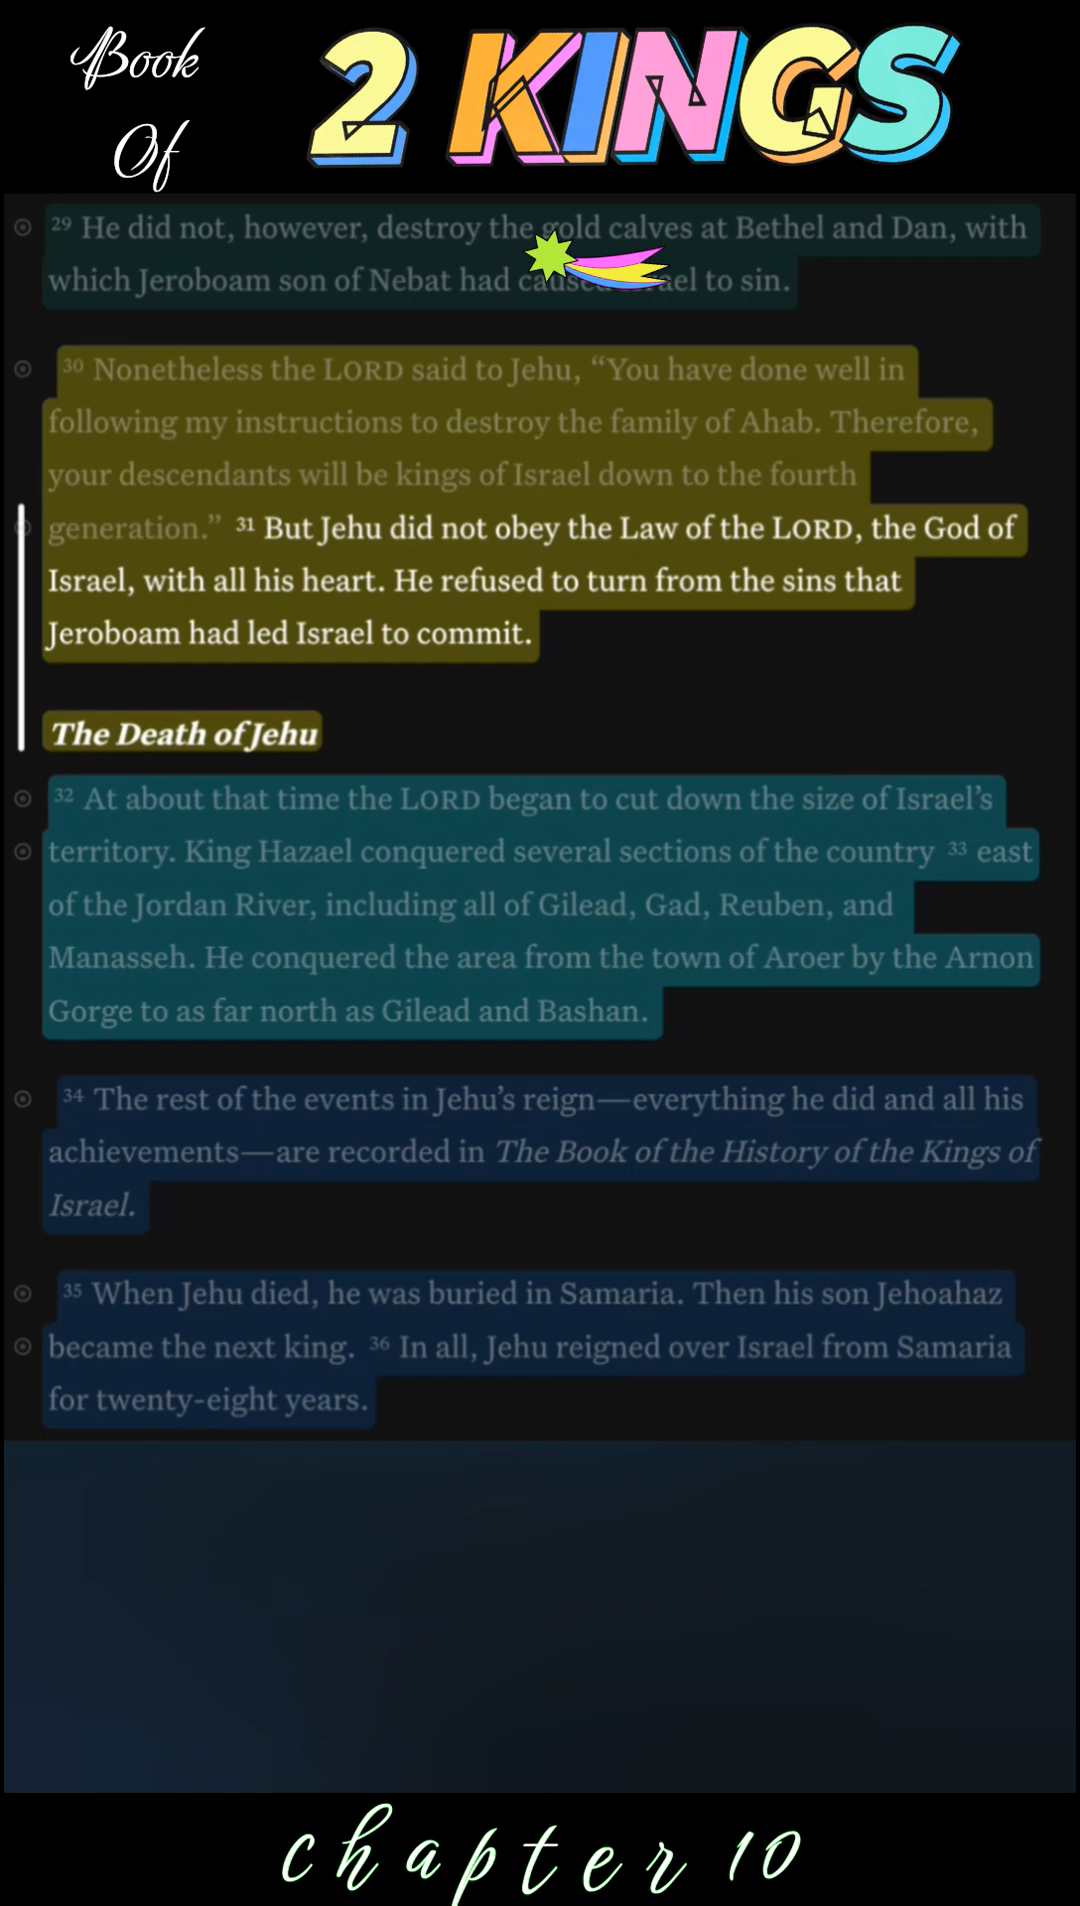 Book
Of
2 KINGS
29 He did not, however, destroy the gold calves at Bethel and Dan, with
which Jeroboam son of Nebat had caused Israel to sin.
30 Nonetheless the LORD said to Jehu, “You have done well in
following my instructions to destroy the family of Ahab. Therefore,
your descendants will be kings of Israel down to the fourth
generation.” 31 But Jehu did not obey the Law of the LORD, the God of
Israel, with all his heart. He refused to turn from the sins that
Jeroboam had led Israel to commit.
The Death of Jehu
32 At about that time the LORD began to cut down the size of Israel’s
territory. King Hazael conquered several sections of the country 33 east
of the Jordan River, including all of Gilead, Gad, Reuben, and
Manasseh. He conquered the area from the town of Aroer by the Arnon
Gorge to as far north as Gilead and Bashan.
34 The rest of the events in Jehu’s reign—everything he did and all his
achievements—are recorded in The Book of the History of the Kings of
Israel.
35 When Jehu died, he was buried in Samaria. Then his son Jehoahaz
became the next king. 36 In all, Jehu reigned over Israel from Samaria
for twenty-eight years.
chapter 10